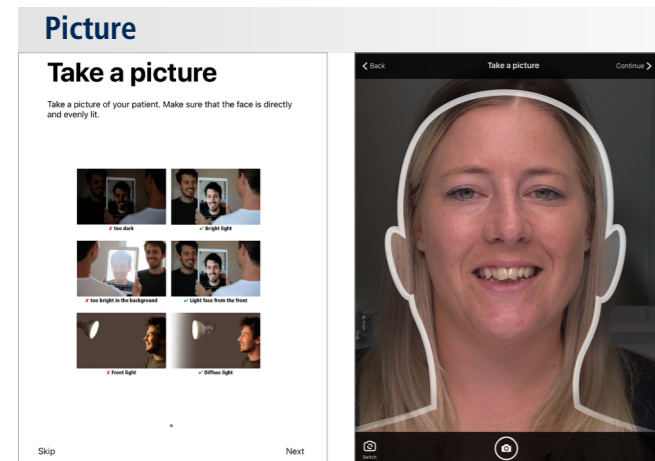 Picture
Take a picture
Take a picture of your patient. Make sure that the face is directly
and evenly lit.
✗ too dark
✔ Bright light
✗ too bright in the background
✔ Light face from the front
✗ Front light
✔ Diffuse light
Skip
Next
Back
Take a picture
Continue
Switch